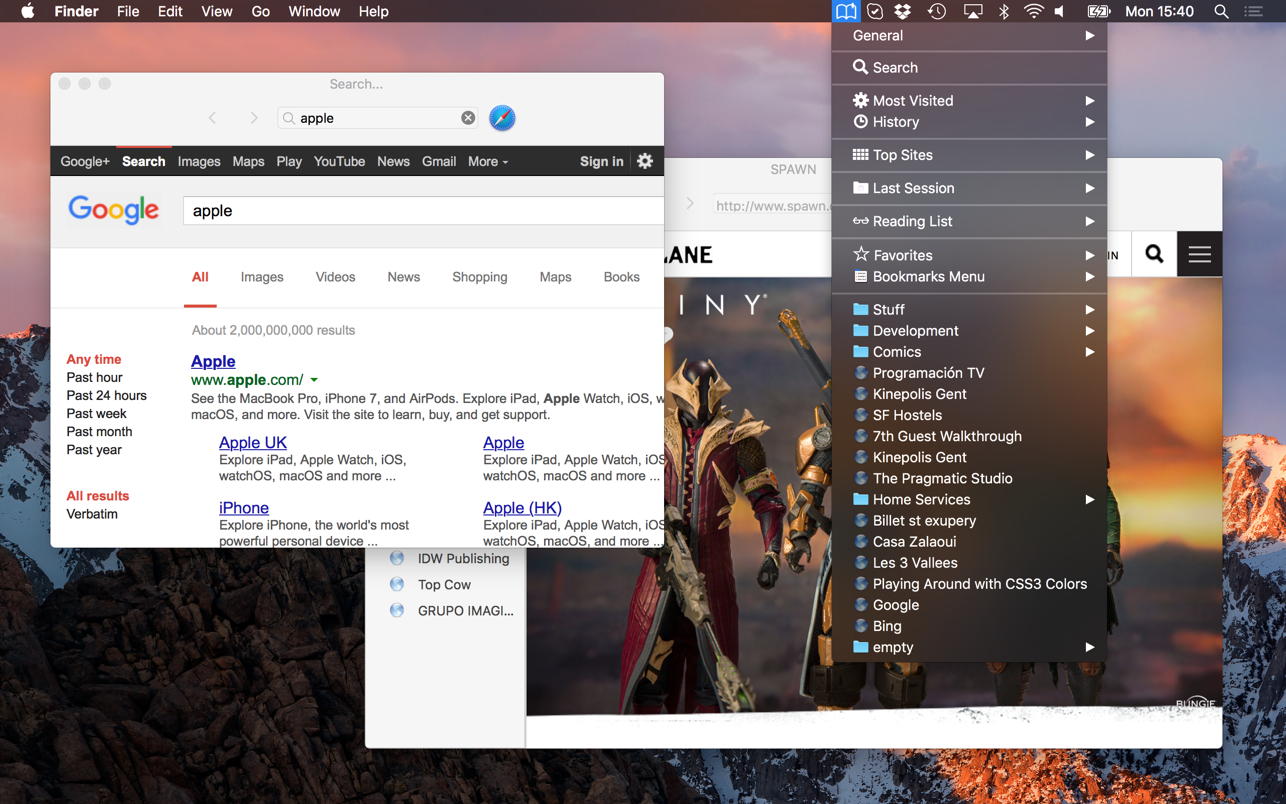 Finder File Edit View Go Window Help Mon 15:40
Search...
apple
Google+ Search Images Maps Play YouTube News Gmail More Sign in
Google
apple
All Images Videos News Shopping Maps Books
About 2,000,000,000 results
Any time
Past hour
Past 24 hours
Past week
Past month
Past year
All results
Verbatim
Apple
www.apple.com/
See the MacBook Pro, iPhone 7, and AirPods. Explore iPad, Apple Watch, iOS, w
macOS, and more. Visit the site to learn, buy, and get support.
Apple UK
Explore iPad, Apple Watch, iOS,
watchOS, macOS and more ...
Apple
Explore iPad, Apple Watch, iOS
watchOS, macOS and more ...
iPhone
Explore iPhone, the world's most
powerful personal device ...
Apple (HK)
Explore iPad, Apple Watch, iOS
watchOS, macOS, and more ...
SPAWN
http://www.spawn.
LANE
IN
INY
IDW Publishing
Top Cow
GRUPO IMAGI...
BUNGIE
General
Search
Most Visited
History
Top Sites
Last Session
Reading List
Favorites
Bookmarks Menu
Stuff
Development
Comics
Programación TV
Kinepolis Gent
SF Hostels
7th Guest Walkthrough
Kinepolis Gent
The Pragmatic Studio
Home Services
Billet st exupery
Casa Zalaoui
Les 3 Vallees
Playing Around with CSS3 Colors
Google
Bing
empty